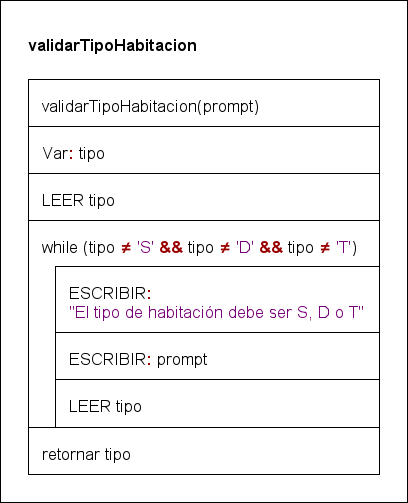 validarTipoHabitacion
validarTipoHabitacion(prompt)
Var: tipo
LEER tipo
while (tipo ≠ 'S' && tipo ≠ 'D' && tipo ≠ 'T')
ESCRIBIR:
"El tipo de habitación debe ser S, D o T"
ESCRIBIR: prompt
LEER tipo
retornar tipo